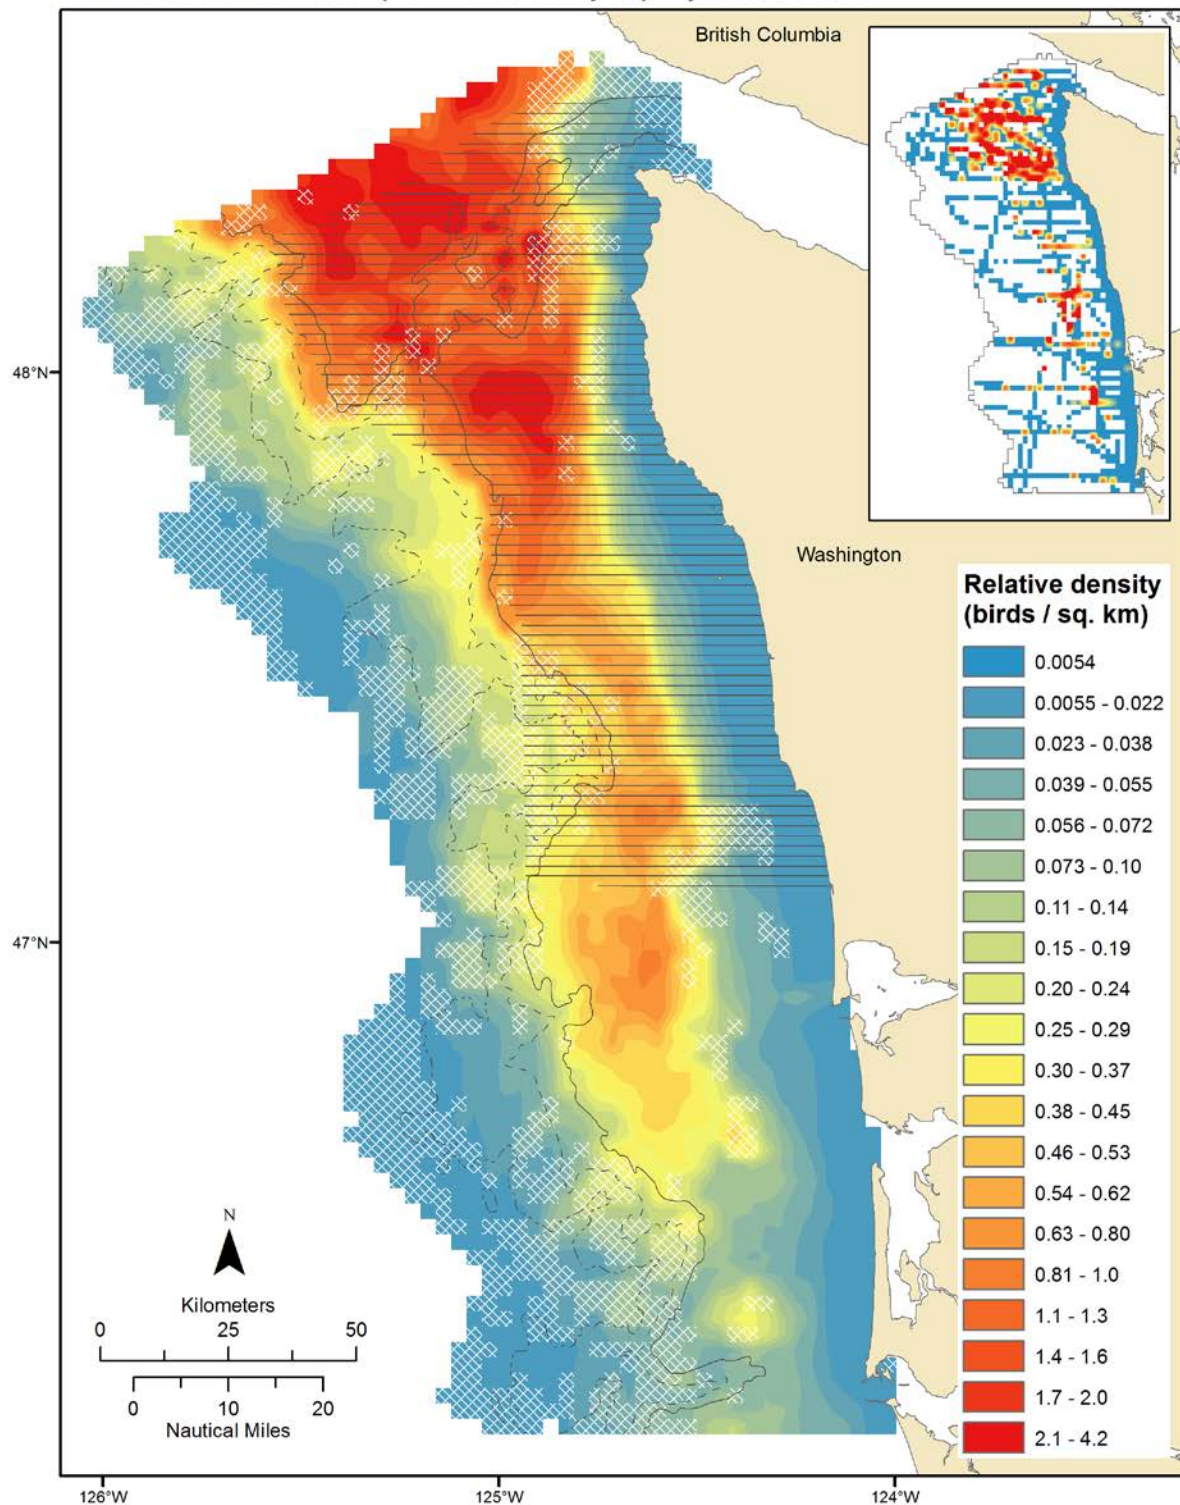 British Columbia
48°N
Washington
Relative density
(birds / sq. km)
0.0054
0.0055 - 0.022
0.023 - 0.038
0.039 - 0.055
0.056 - 0.072
0.073 - 0.10
0.11 - 0.14
0.15 - 0.19
0.20 - 0.24
0.25 - 0.29
0.30 - 0.37
0.38 - 0.45
0.46 - 0.53
0.54 - 0.62
0.63 - 0.80
0.81 - 1.0
1.1 - 1.3
1.4 - 1.6
1.7 - 2.0
2.1 - 4.2
47°N
N
Kilometers
0 25 50
0 10 20
Nautical Miles
126°W 125°W 124°W